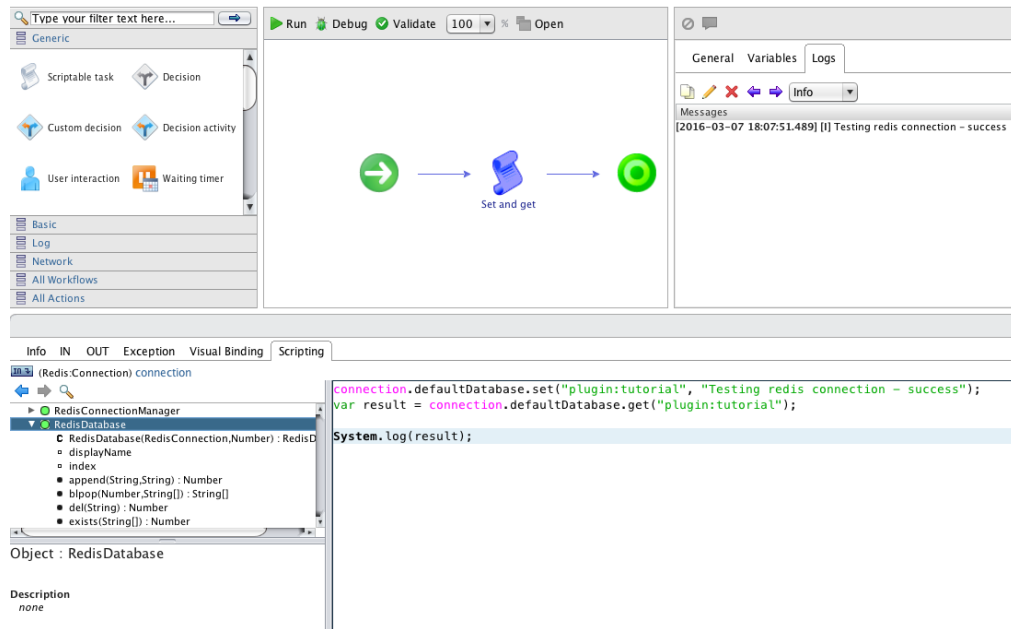 Type your filter text here...
Generic
Scriptable task
Decision
Custom decision
Decision activity
User interaction
Waiting timer
Basic
Log
Network
All Workflows
All Actions
Run Debug Validate 100 % Open
Set and get
General Variables Logs
Info
Messages
[2016-03-07 18:07:51.489] [I] Testing redis connection - success
Info IN OUT Exception Visual Binding Scripting
(Redis:Connection) connection
RedisConnectionManager
RedisDatabase
C RedisDatabase(RedisConnection,Number) : RedisD
displayName
index
append(String,String) : Number
blpop(Number,String[]) : String[]
del(String) : Number
exists(String[]) : Number
Object : RedisDatabase
Description
none
connection.defaultDatabase.set("plugin:tutorial", "Testing redis connection - success");
var result = connection.defaultDatabase.get("plugin:tutorial");
System.log(result);